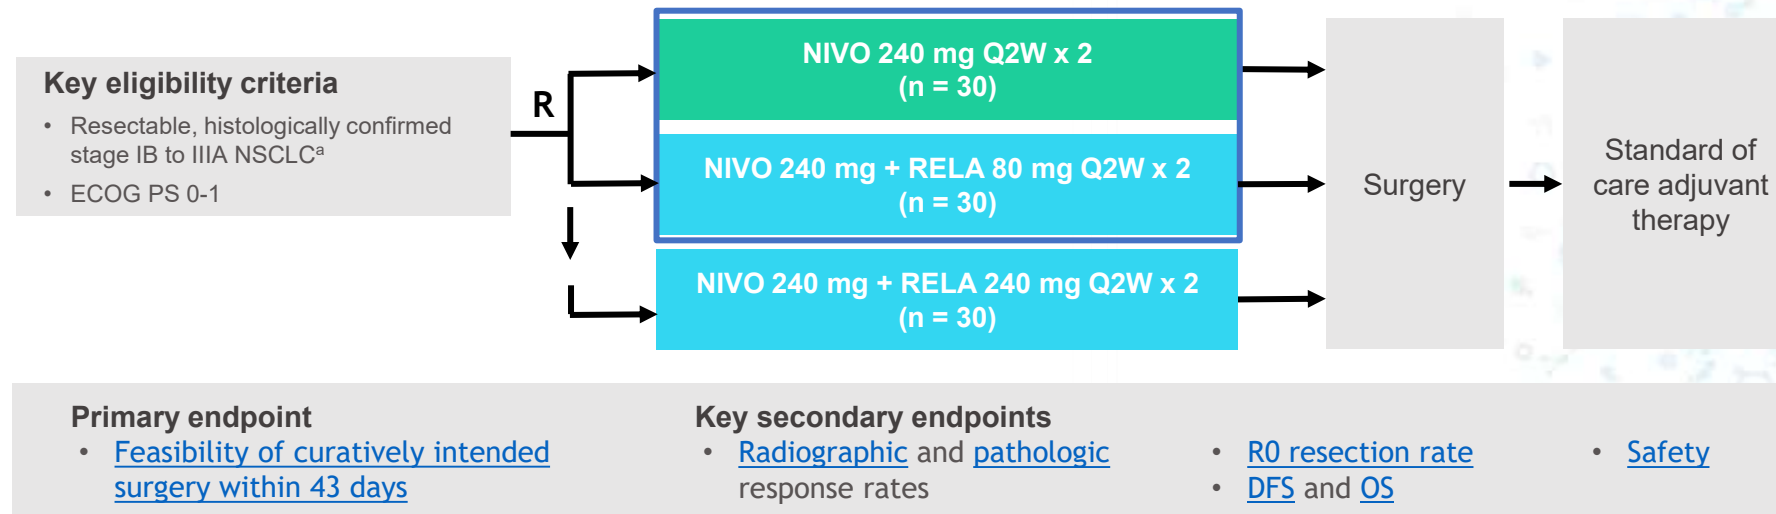 Key eligibility criteria
• Resectable, histologically confirmed
stage IB to IIIA NSCLCᵃ
• ECOG PS 0-1
R
NIVO 240 mg Q2W x 2
(n = 30)
NIVO 240 mg + RELA 80 mg Q2W x 2
(n = 30)
NIVO 240 mg + RELA 240 mg Q2W x 2
(n = 30)
Surgery
Standard of
care adjuvant
therapy
Primary endpoint
• Feasibility of curatively intended
surgery within 43 days
Key secondary endpoints
• Radiographic and pathologic
response rates
• R0 resection rate
• DFS and OS
• Safety